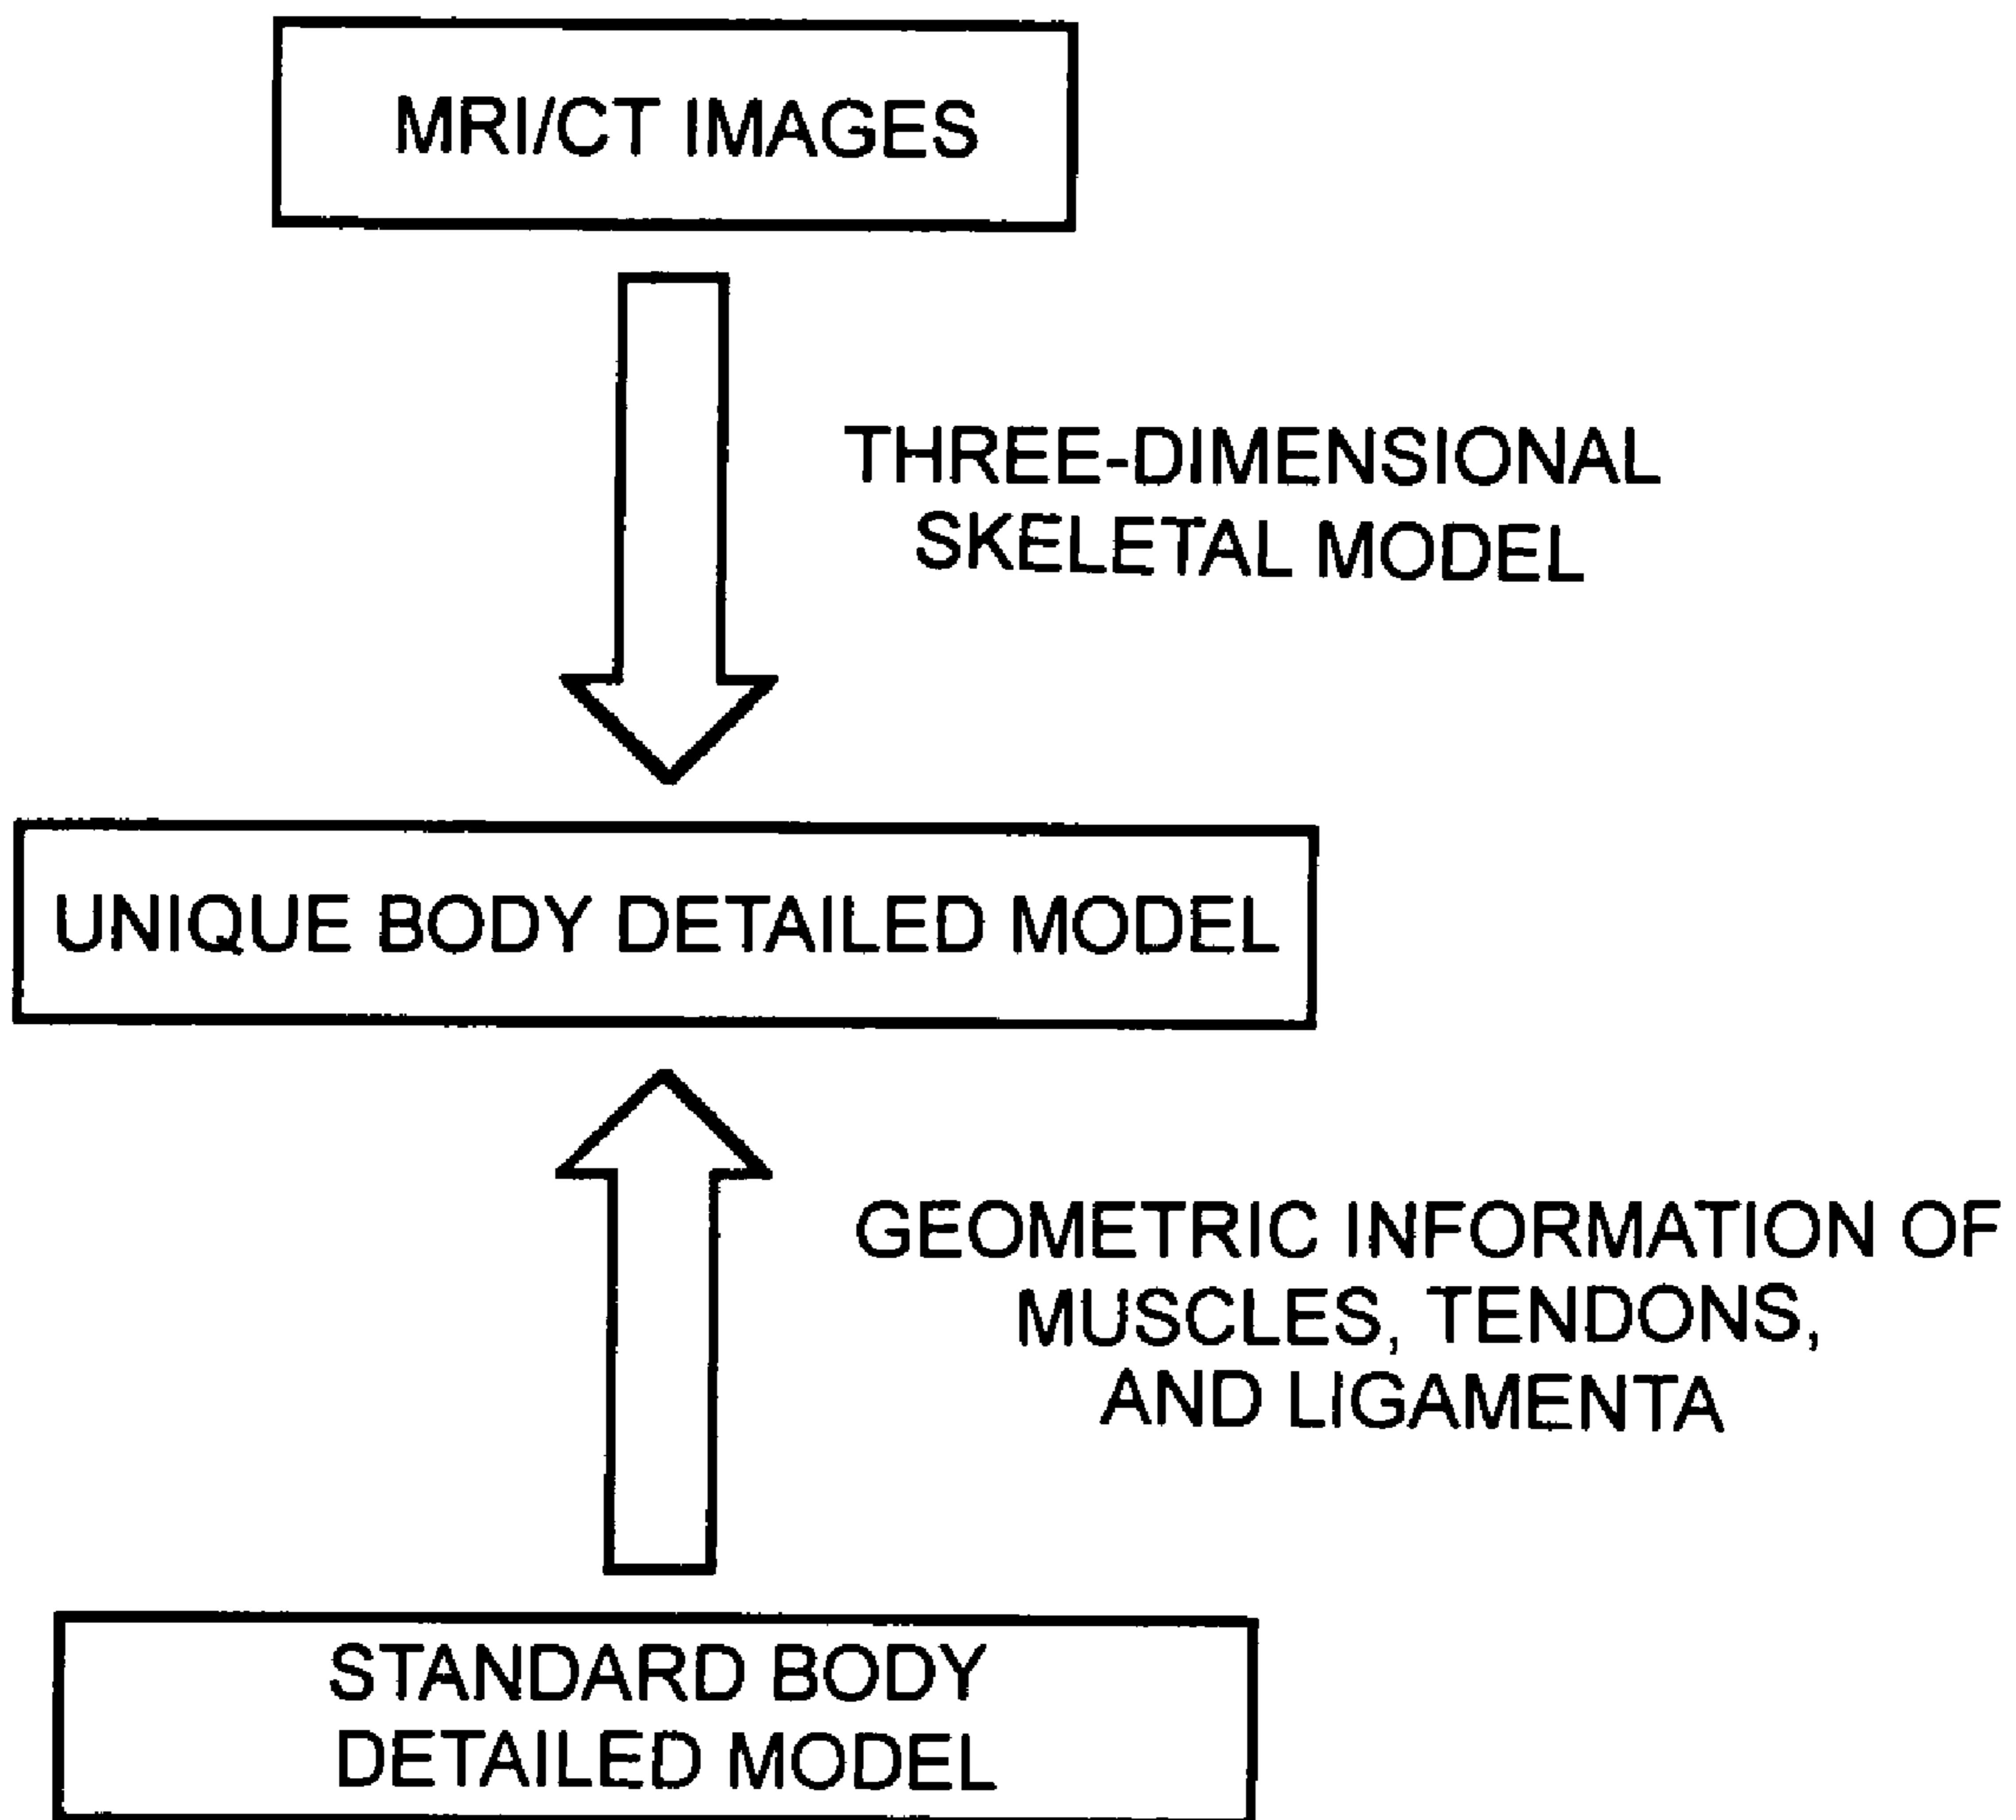 MRI/CT IMAGES
THREE-DIMENSIONAL
SKELETAL MODEL
UNIQUE BODY DETAILED MODEL
GEOMETRIC INFORMATION OF
MUSCLES, TENDONS,
AND LIGAMENTA
STANDARD BODY
DETAILED MODEL